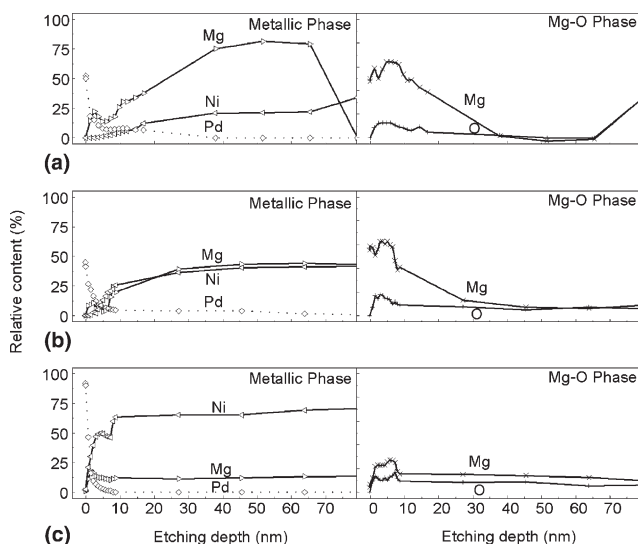 Relative content (%)
100
75
50
25
0
Mg
Ni
Pd
Metallic Phase
Mg-O Phase
Mg
O
(a)
100
75
50
25
0
Metallic Phase
Mg
Ni
Pd
Mg-O Phase
Mg
O
(b)
100
75
50
25
0
Metallic Phase
Ni
Mg
Pd
Mg-O Phase
Mg
O
0 10 20 30 40 50 60 70
0 10 20 30 40 50 60 70 80
(c)
Etching depth (nm)
Etching depth (nm)